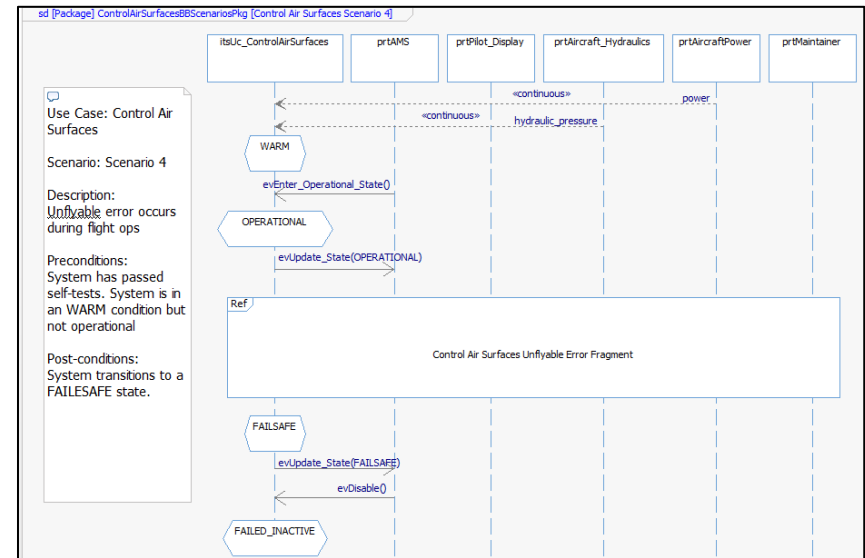 sd [Package] ControlAirSurfacesBBScenariosPkg [Control Air Surfaces Scenario 4]
itsUc_ControlAirSurfaces
prtAMS
prtPilot_Display
prtAircraft_Hydraulics
prtAircraftPower
prtMaintainer
Use Case: Control Air
Surfaces
Scenario: Scenario 4
Description:
Unflyable error occurs
during flight ops
Preconditions:
System has passed
self-tests. System is in
an WARM condition but
not operational
Post-conditions:
System transitions to a
FAILESAFE state.
«continuous»
power
«continuous»
hydraulic_pressure
WARM
evEnter_Operational_State()
OPERATIONAL
evUpdate_State(OPERATIONAL)
Ref
Control Air Surfaces Unflyable Error Fragment
FAILSAFE
evUpdate_State(FAILSAFE)
evDisable()
FAILED_INACTIVE